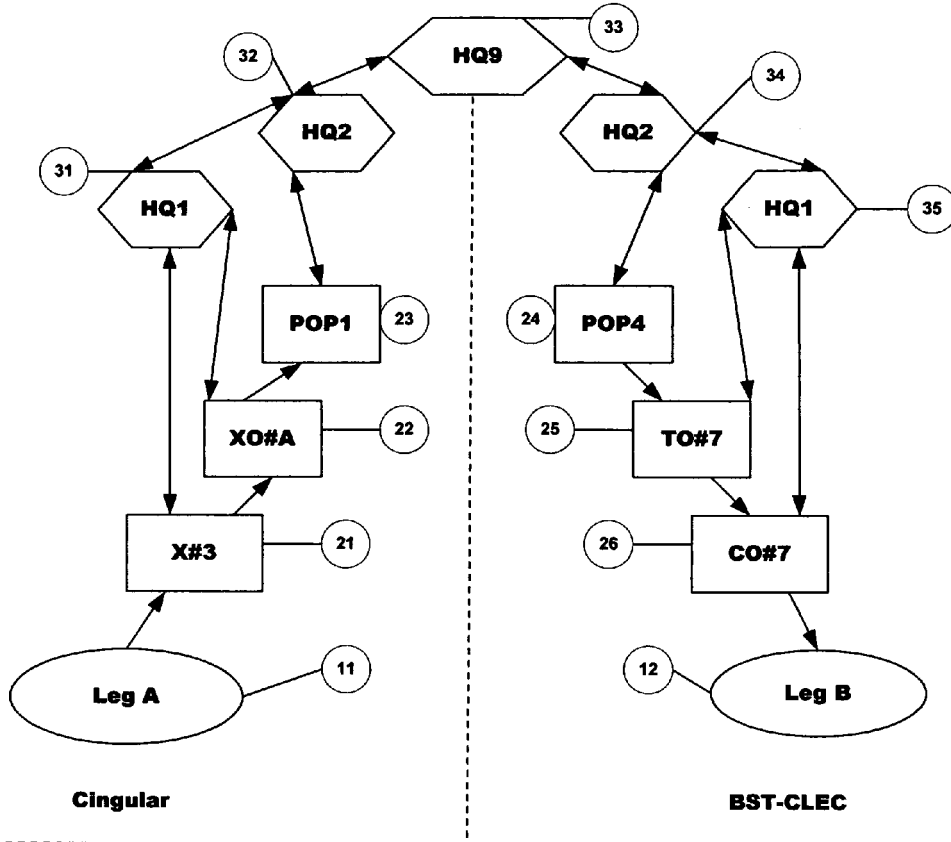 33
HQ9
32
34
HQ2
HQ2
31
HQ1
HQ1
35
POP1
23
24
POP4
XO#A
22
25
TO#7
X#3
21
26
CO#7
Leg A
11
12
Leg B
Cingular
BST-CLEC